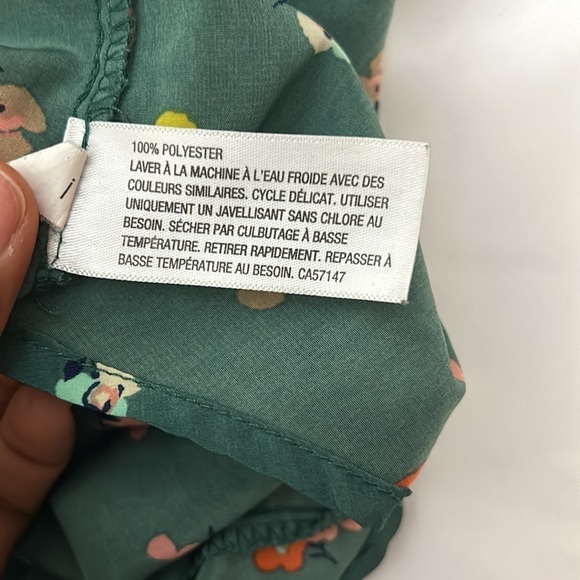 100% POLYESTER
LAVER À LA MACHINE À L'EAU FROIDE AVEC DES
COULEURS SIMILAIRES. CYCLE DÉLICAT. UTILISER
UNIQUEMENT UN JAVELLISANT SANS CHLORE AU
BESOIN. SÉCHER PAR CULBUTAGE À BASSE
TEMPÉRATURE. RETIRER RAPIDEMENT. REPASSER À
BASSE TEMPÉRATURE AU BESOIN. CA57147